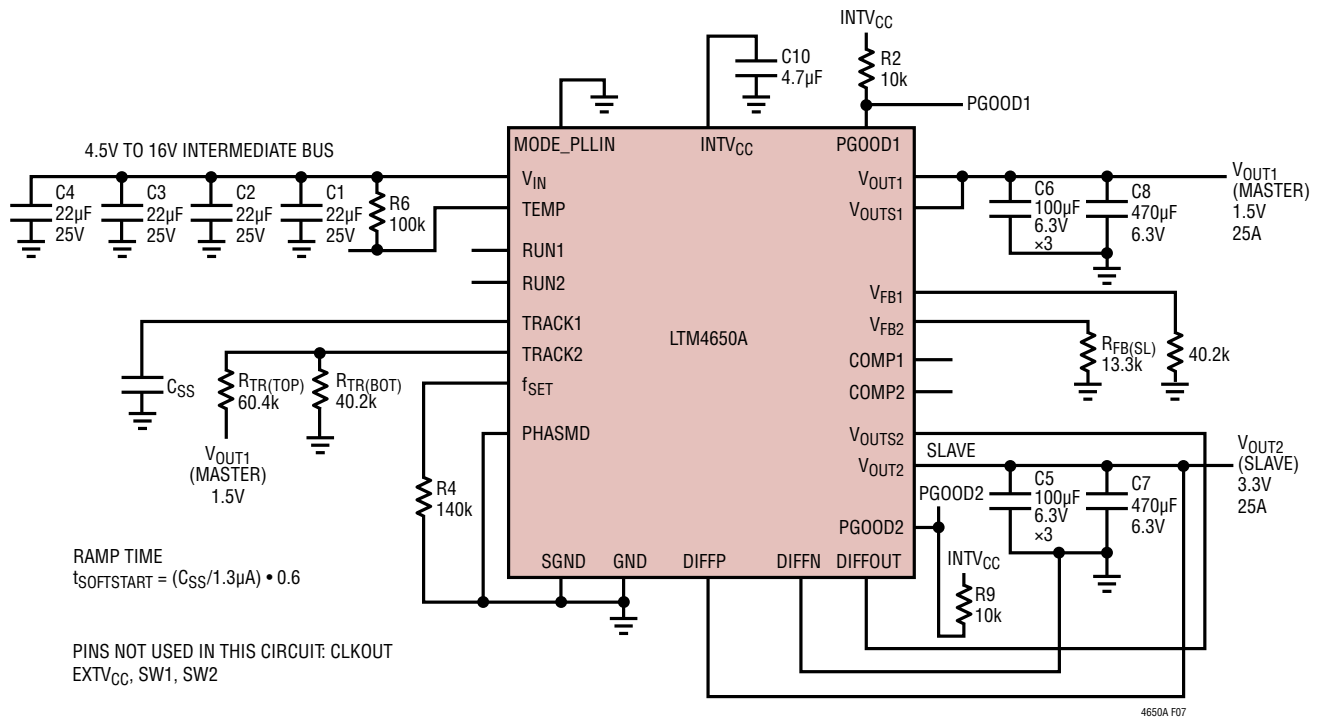 INTVCC
C10
4.7µF
R2
10k
PGOOD1
4.5V TO 16V INTERMEDIATE BUS
MODE_PLLIN
INTVCC
PGOOD1
C4
22µF
25V
C3
22µF
25V
C2
22µF
25V
C1
22µF
25V
R6
100k
VIN
TEMP
RUN1
RUN2
TRACK1
TRACK2
fSET
PHASMD
LTM4650A
VOUT1
VOUTS1
VFB1
VFB2
COMP1
COMP2
VOUTS2
VOUT2
PGOOD2
C6
100µF
6.3V
×3
C8
470µF
6.3V
VOUT1
(MASTER)
1.5V
25A
RFB(SL)
13.3k
40.2k
CSS
RTR(TOP)
60.4k
RTR(BOT)
40.2k
VOUT1
(MASTER)
1.5V
R4
140k
SLAVE
PGOOD2
C5
100µF
6.3V
×3
C7
470µF
6.3V
VOUT2
(SLAVE)
3.3V
25A
SGND
GND
DIFFP
DIFFN
DIFFOUT
INTVCC
R9
10k
RAMP TIME
tSOFTSTART = (CSS/1.3µA) • 0.6
PINS NOT USED IN THIS CIRCUIT: CLKOUT
EXTVCC, SW1, SW2
4650A F07